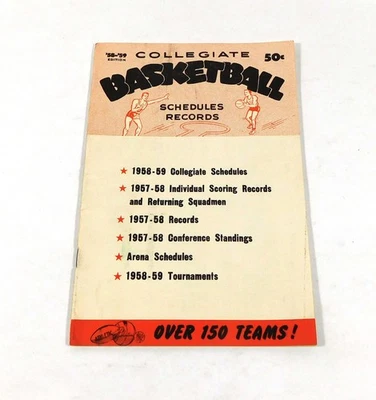 '58-'59 COLLEGIATE 50¢
EDITION
BASKETBALL
SCHEDULES
RECORDS
★ 1958-59 Collegiate Schedules
★ 1957-58 Individual Scoring Records
and Returning Squadmen
★ 1957-58 Records
★ 1957-58 Conference Standings
★ Arena Schedules
★ 1958-59 Tournaments
OVER 150 TEAMS!